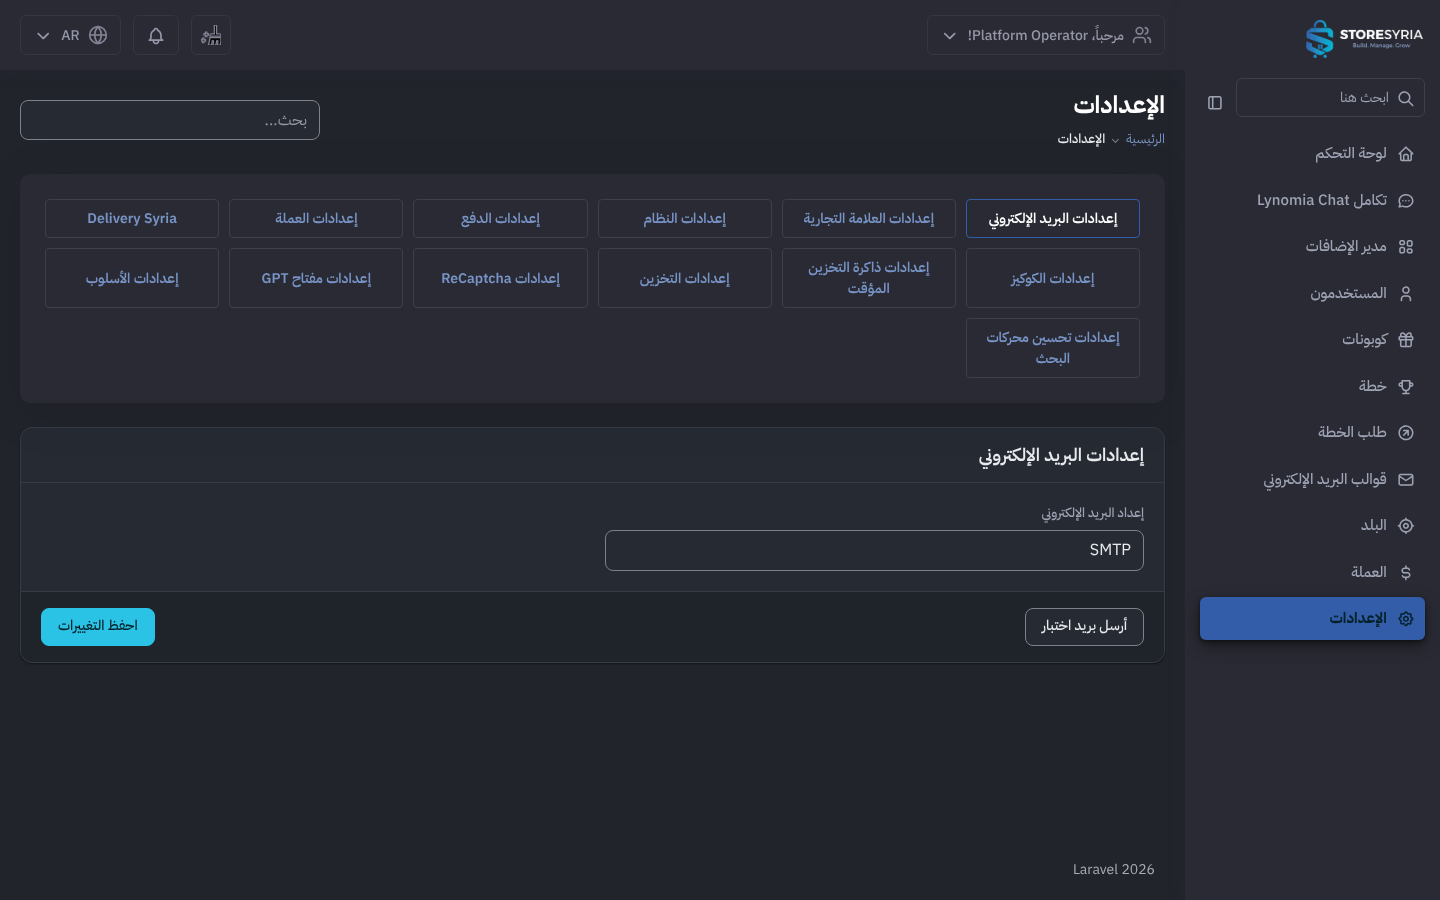 STORESYRIA
Build. Manage. Grow
مرحباً، Platform Operator!
AR
ابحث هنا
لوحة التحكم
تكامل Lynomia Chat
مدير الإضافات
المستخدمون
كوبونات
خطة
طلب الخطة
قوالب البريد الإلكتروني
البلد
العملة
الإعدادات
الإعدادات
الرئيسية
الإعدادات
بحث...
إعدادات البريد الإلكتروني
إعدادات العلامة التجارية
إعدادات النظام
إعدادات الدفع
إعدادات العملة
Delivery Syria
إعدادات الكوكيز
إعدادات ذاكرة التخزين
المؤقت
إعدادات التخزين
إعدادات ReCaptcha
إعدادات مفتاح GPT
إعدادات الأسلوب
إعدادات تحسين محركات
البحث
إعدادات البريد الإلكتروني
إعداد البريد الإلكتروني
SMTP
أرسل بريد اختبار
احفظ التغييرات
Laravel 2026